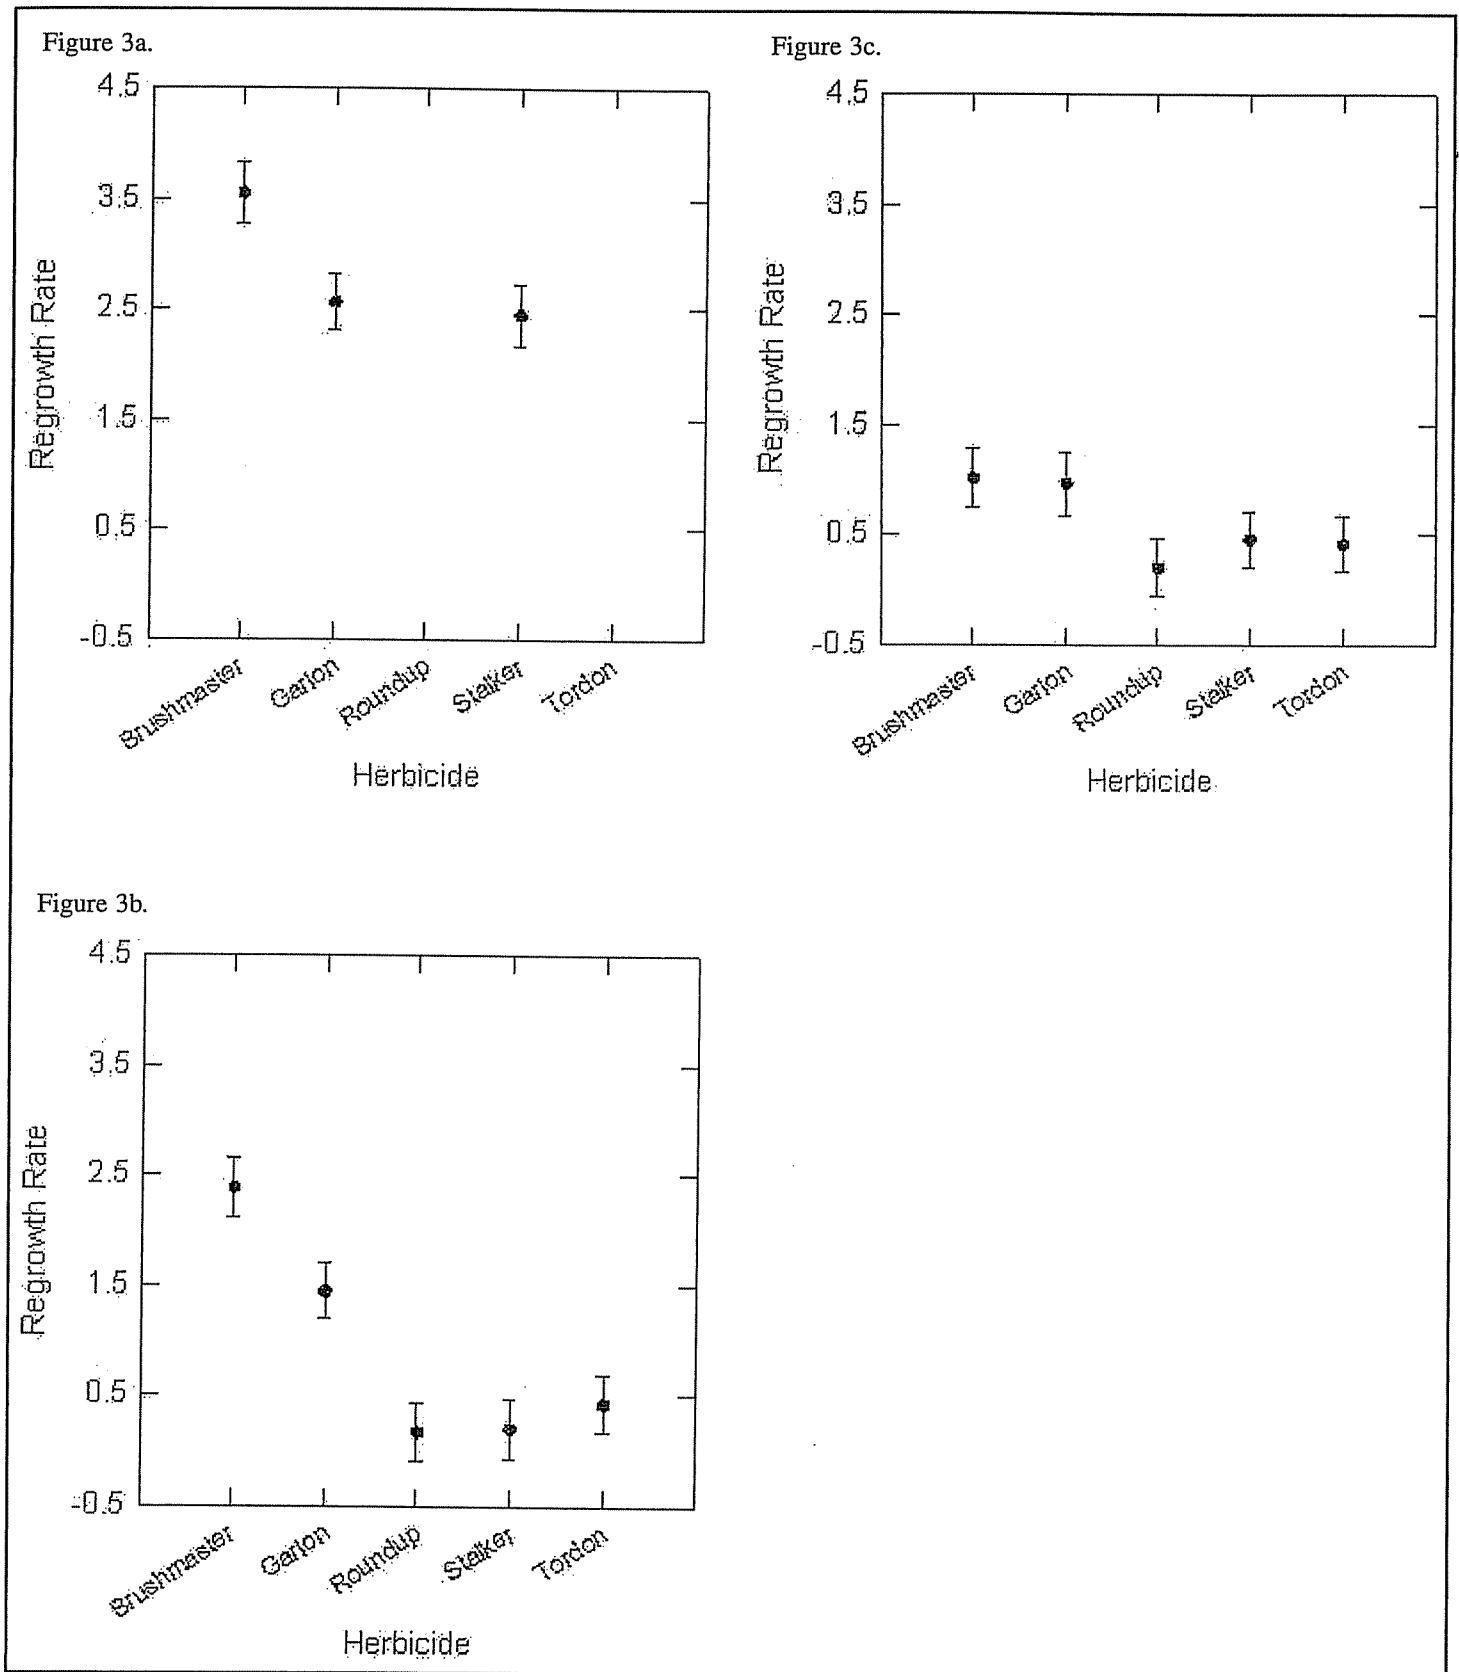 Figure 3a.
4.5
3.5
2.5
1.5
0.5
-0.5
Regrowth Rate
Brushmaster
Garlon
Roundup
Stalker
Tordon
Herbicide
Figure 3c.
4.5
3.5
2.5
1.5
0.5
-0.5
Regrowth Rate
Brushmaster
Garlon
Roundup
Stalker
Tordon
Herbicide
Figure 3b.
4.5
3.5
2.5
1.5
0.5
-0.5
Regrowth Rate
Brushmaster
Garlon
Roundup
Stalker
Tordon
Herbicide